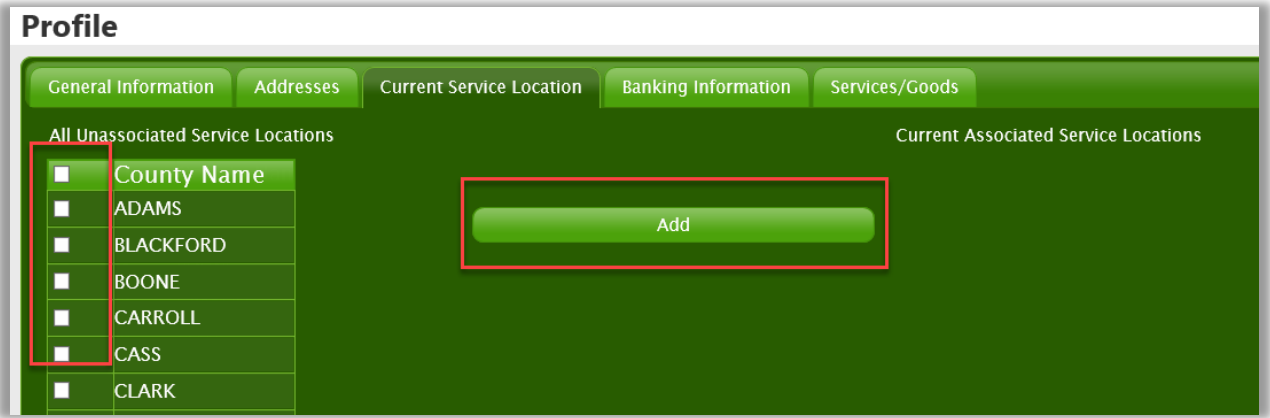 Profile
General Information Addresses Current Service Location Banking Information Services/Goods
All Unassociated Service Locations Current Associated Service Locations
County Name
ADAMS
Add
BLACKFORD
BOONE
CARROLL
CASS
CLARK